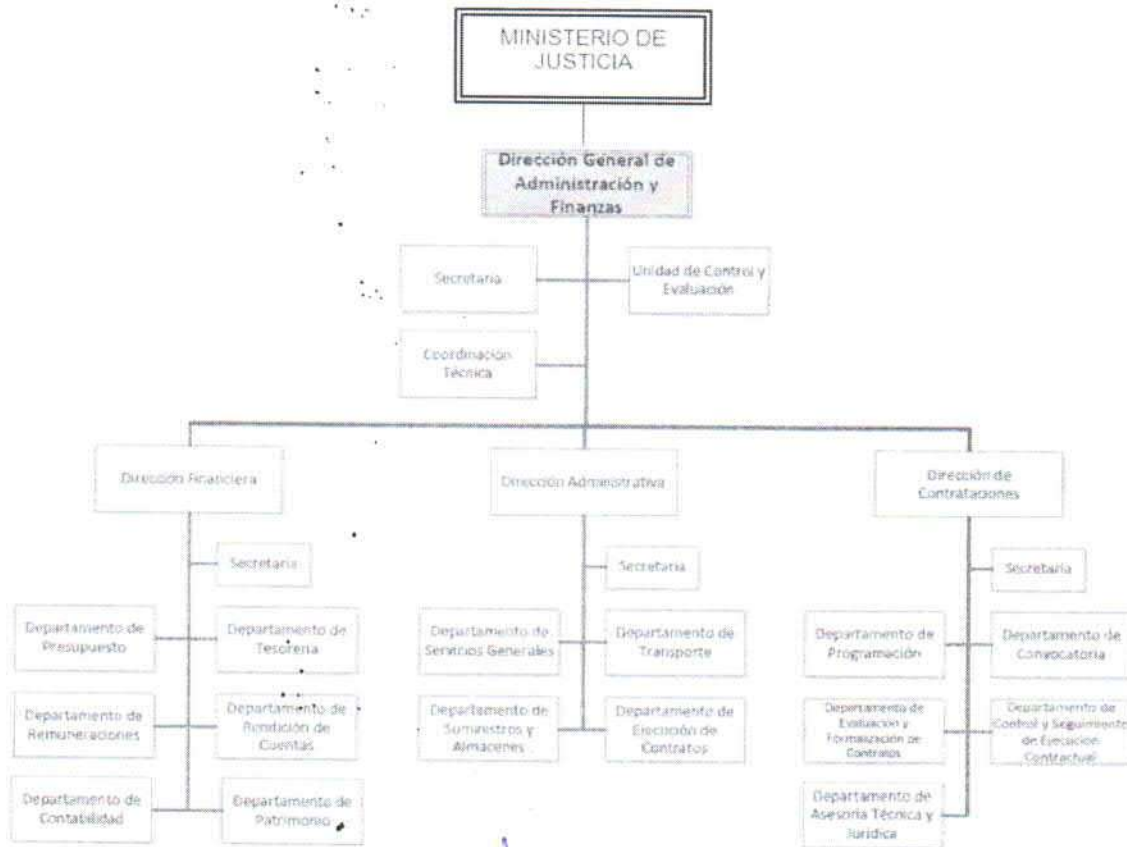 MINISTERIO DE
JUSTICIA
Dirección General de
Administración y
Finanzas
Secretaria
Unidad de Control y
Evaluación
Coordinación
Técnica
Dirección Financiera
Dirección Administrativa
Dirección de
Contrataciones
Secretaria
Secretaria
Secretaria
Departamento de
Presupuesto
Departamento de
Tesoreria
Departamento de
Servicios Generales
Departamento de
Transporte
Departamento de
Programación
Departamento de
Convocatoria
Departamento de
Remuneraciones
Departamento de
Rendición de
Cuentas
Departamento de
Suministros y
Almacenes
Departamento de
Ejecución de
Contratos
Departamento de
Evaluación y
Formalización de
Contratos
Departamento de
Control y Seguimiento
de Ejecución
Contractual
Departamento de
Contabilidad
Departamento de
Patrimonio
Departamento de
Asesoría Técnica y
Jurídica